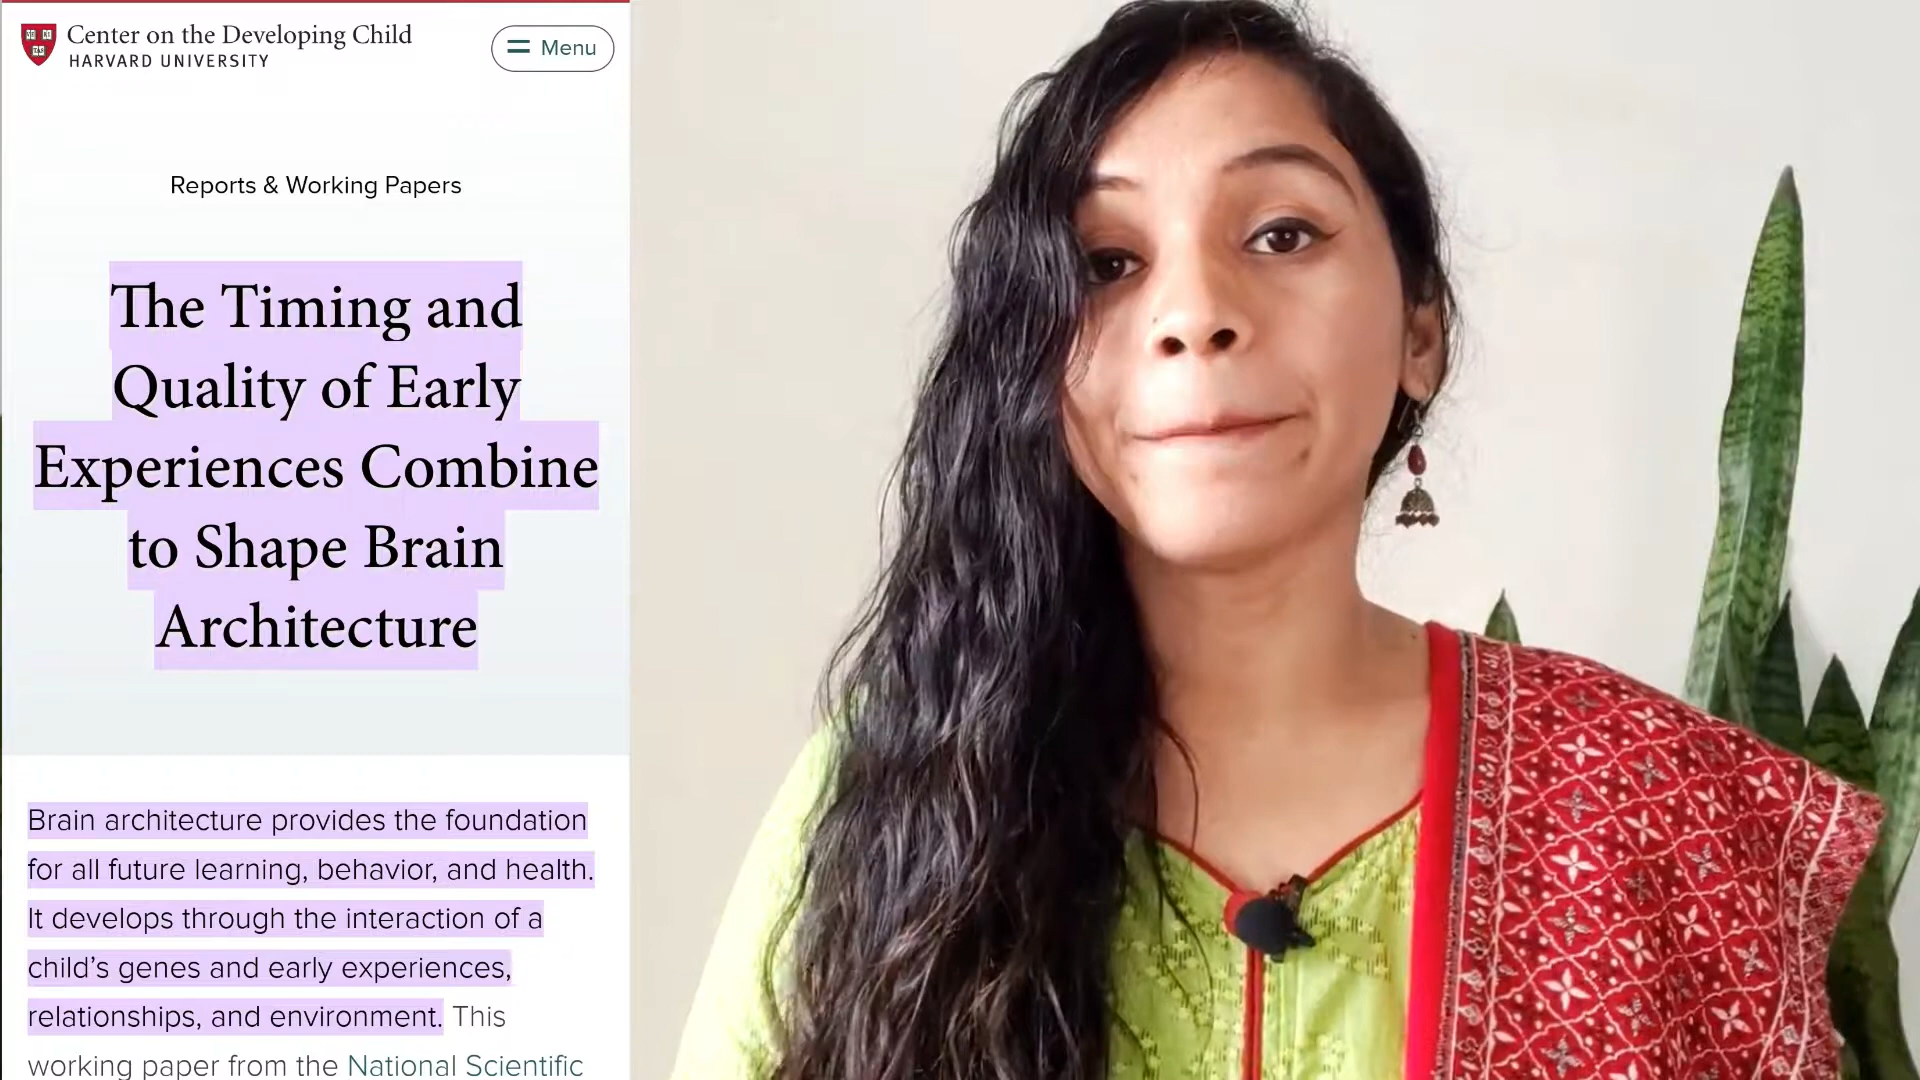 Center on the Developing Child
HARVARD UNIVERSITY
Menu
Reports & Working Papers
The Timing and
Quality of Early
Experiences Combine
to Shape Brain
Architecture
Brain architecture provides the foundation
for all future learning, behavior, and health.
It develops through the interaction of a
child's genes and early experiences,
relationships, and environment. This
working paper from the National Scientific